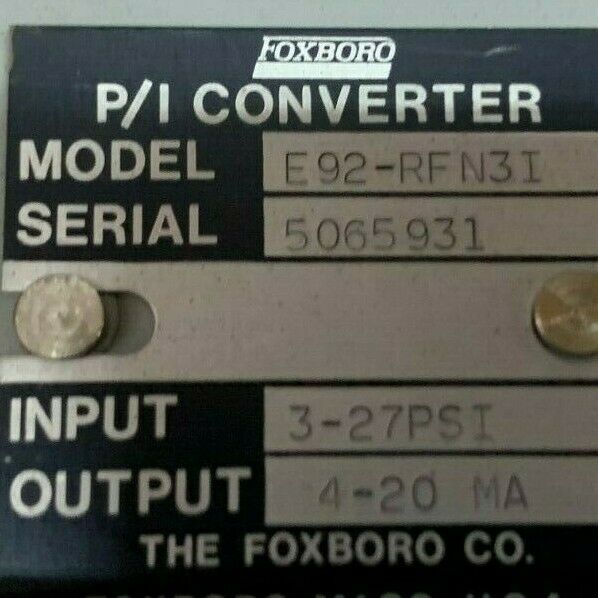 FOXBORO
P/I CONVERTER
MODEL E92-RFN3I
SERIAL 5065931
INPUT 3-27PSI
OUTPUT 4-20 MA
THE FOXBORO CO.